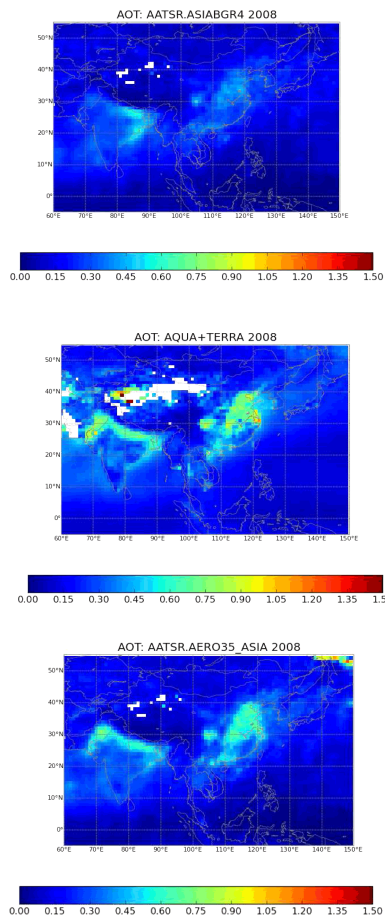 AOT: AATSR.ASIABGR4 2008
50°N
40°N
30°N
20°N
10°N
0°
60°E 70°E 80°E 90°E 100°E 110°E 120°E 130°E 140°E 150°E
0.00 0.15 0.30 0.45 0.60 0.75 0.90 1.05 1.20 1.35 1.50
AOT: AQUA+TERRA 2008
50°N
40°N
30°N
20°N
10°N
0°
60°E 70°E 80°E 90°E 100°E 110°E 120°E 130°E 140°E 150°E
0.00 0.15 0.30 0.45 0.60 0.75 0.90 1.05 1.20 1.35 1.5
AOT: AATSR.AERO35_ASIA 2008
50°N
40°N
30°N
20°N
10°N
0°
60°E 70°E 80°E 90°E 100°E 110°E 120°E 130°E 140°E 150°E
0.00 0.15 0.30 0.45 0.60 0.75 0.90 1.05 1.20 1.35 1.50